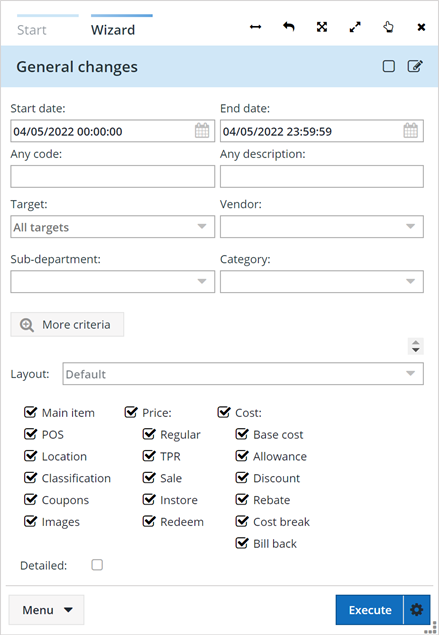 Start Wizard
General changes
Start date: End date:
04/05/2022 00:00:00 04/05/2022 23:59:59
Any code: Any description:
Target: Vendor:
All targets
Sub-department: Category:
More criteria
Layout: Default
Main item Price: Cost:
POS Regular Base cost
Location TPR Allowance
Classification Sale Discount
Coupons Instore Rebate
Images Redeem Cost break
Bill back
Detailed:
Menu Execute